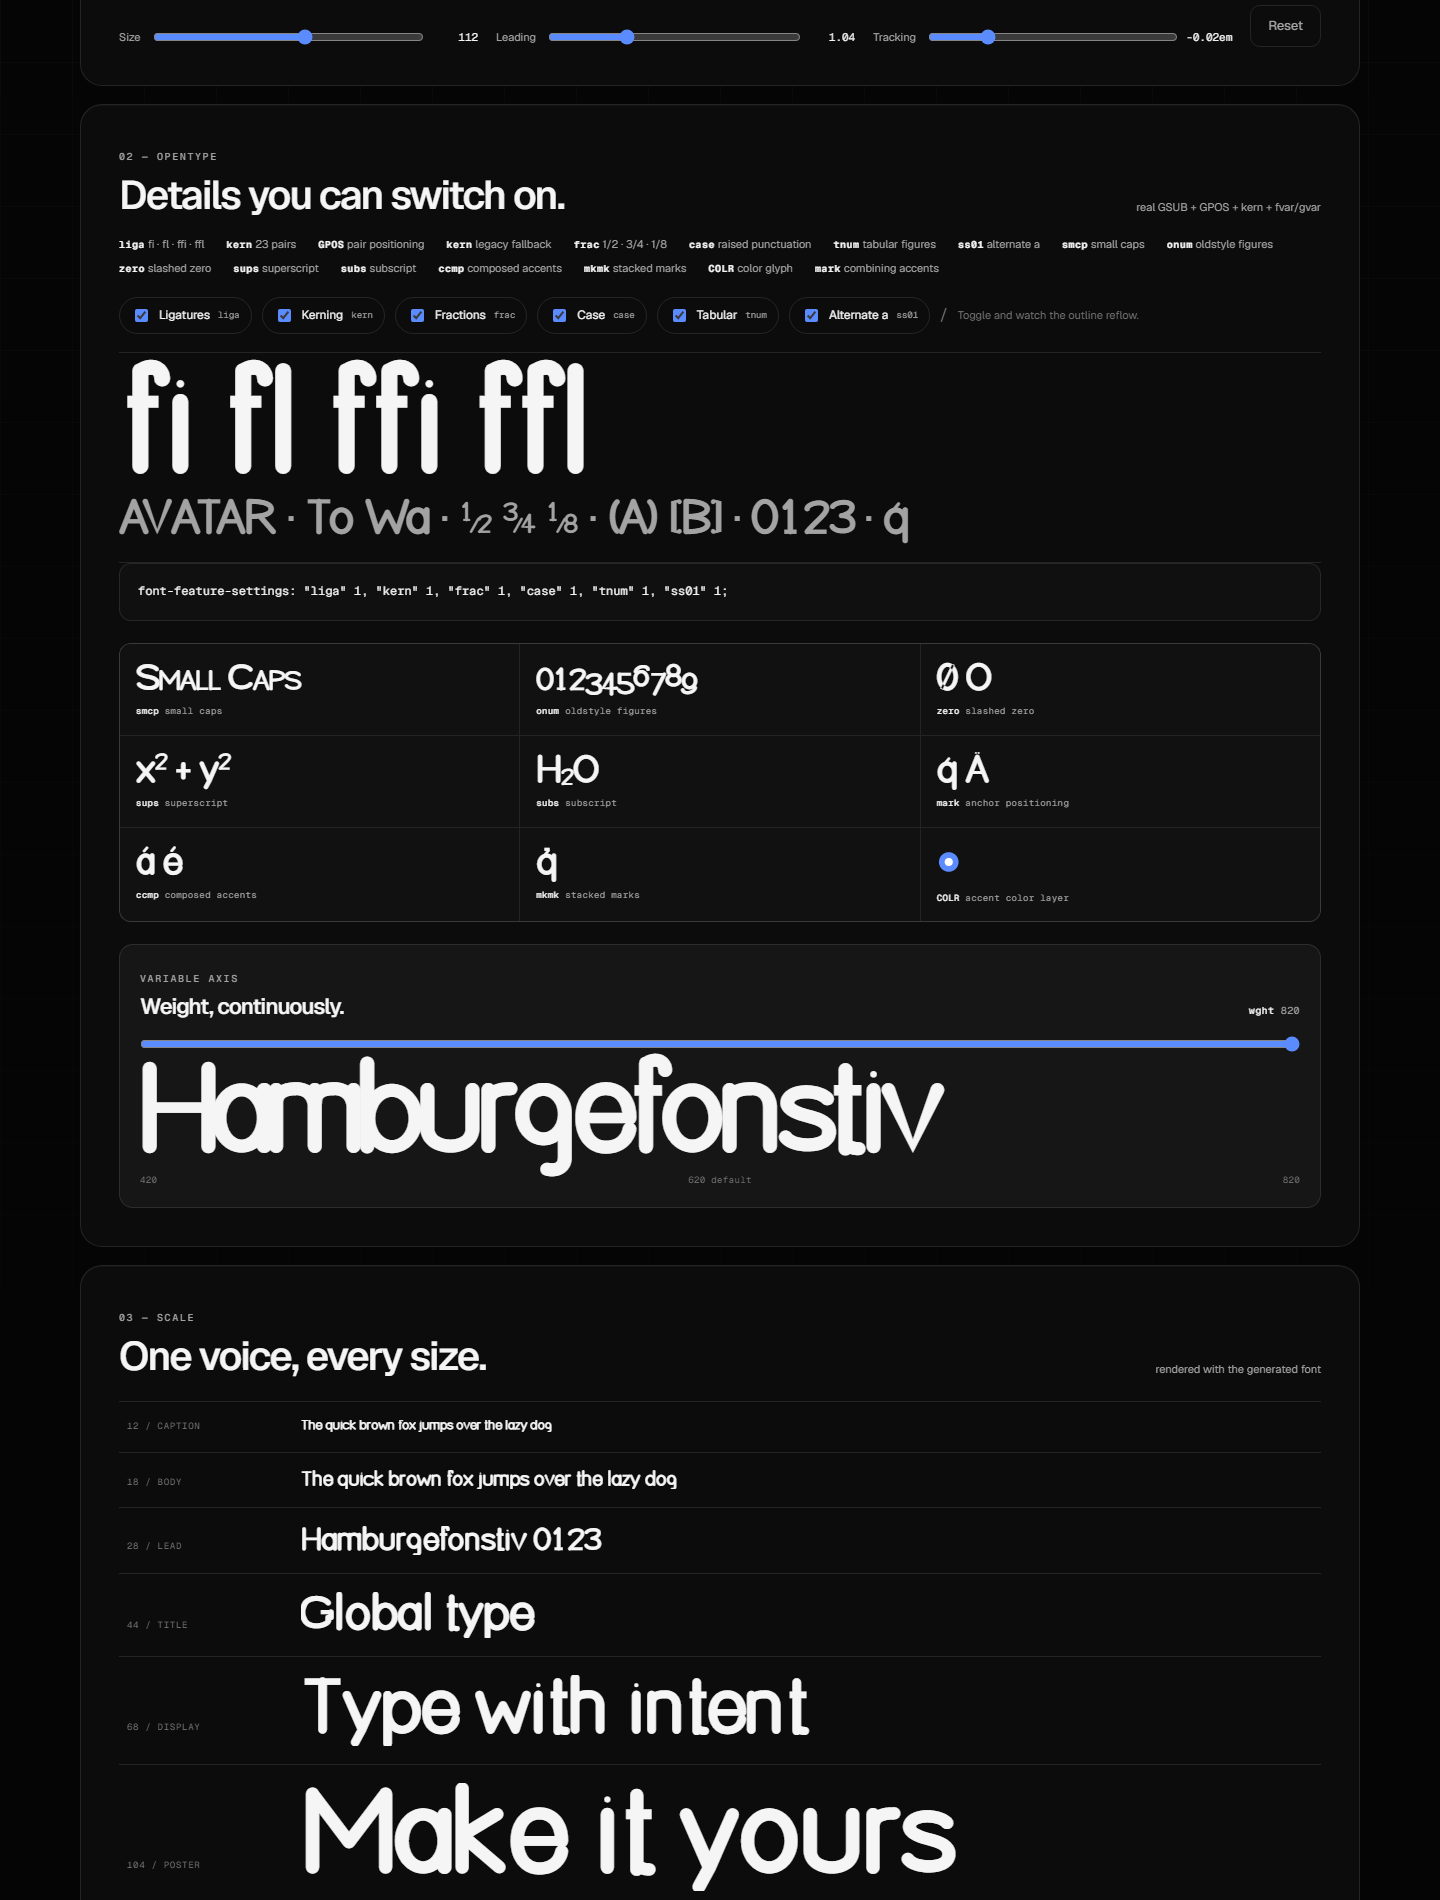 Size 112 Leading 1.04 Tracking -0.02em Reset
02 — OPENTYPE
Details you can switch on.
real GSUB + GPOS + kern + fvar/gvar
liga fi · fl · ffi · ffl kern 23 pairs GPOS pair positioning kern legacy fallback frac 1/2 · 3/4 · 1/8 case raised punctuation tnum tabular figures ss01 alternate a smcp small caps onum oldstyle figures
zero slashed zero sups superscript subs subscript ccmp composed accents mkmk stacked marks COLR color glyph mark combining accents
Ligatures liga Kerning kern Fractions frac Case case Tabular tnum Alternate a ss01 / Toggle and watch the outline reflow.
fi fl ffi ffl
AVATAR · To Wa · 1/2 3/4 1/8 · (A) [B] · 0123 · q́
font-feature-settings: "liga" 1, "kern" 1, "frac" 1, "case" 1, "tnum" 1, "ss01" 1;
Small Caps
smcp small caps
0123456789
onum oldstyle figures
0 O
zero slashed zero
x² + y²
sups superscript
H₂O
subs subscript
q́ Ä
mark anchor positioning
á é
ccmp composed accents
q̇́
mkmk stacked marks
COLR accent color layer
VARIABLE AXIS
Weight, continuously.
wght 820
Hamburgefonstiv
420 620 default 820
03 — SCALE
One voice, every size.
rendered with the generated font
12 / CAPTION The quick brown fox jumps over the lazy dog
18 / BODY The quick brown fox jumps over the lazy dog
28 / LEAD Hamburgefonstiv 0123
44 / TITLE Global type
68 / DISPLAY Type with intent
104 / POSTER Make it yours